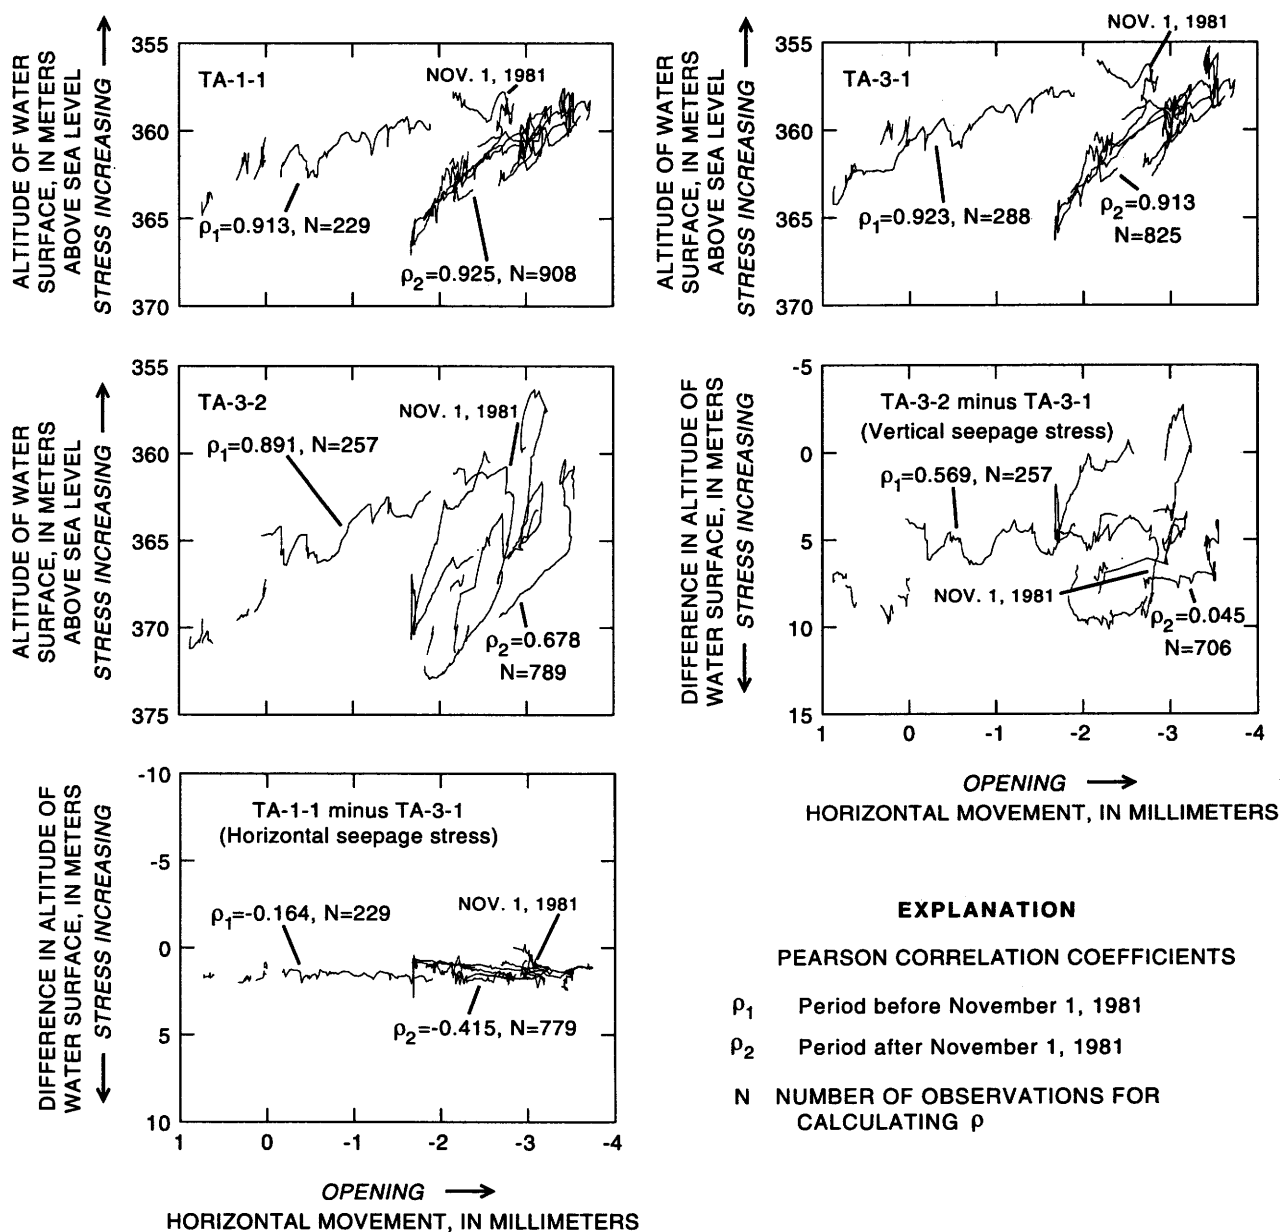 ALTITUDE OF WATER
SURFACE, IN METERS
ABOVE SEA LEVEL
STRESS INCREASING
355
360
365
370
TA-1-1
NOV. 1, 1981
ρ1=0.913, N=229
ρ2=0.925, N=908
ALTITUDE OF WATER
SURFACE, IN METERS
ABOVE SEA LEVEL
STRESS INCREASING
355
360
365
370
NOV. 1, 1981
TA-3-1
ρ1=0.923, N=288
ρ2=0.913
N=825
ALTITUDE OF WATER
SURFACE, IN METERS
ABOVE SEA LEVEL
STRESS INCREASING
355
360
365
370
375
TA-3-2
NOV. 1, 1981
ρ1=0.891, N=257
ρ2=0.678
N=789
DIFFERENCE IN ALTITUDE OF
WATER SURFACE, IN METERS
STRESS INCREASING
-5
0
5
10
15
TA-3-2 minus TA-3-1
(Vertical seepage stress)
ρ1=0.569, N=257
NOV. 1, 1981
ρ2=0.045
N=706
1 0 -1 -2 -3 -4
OPENING
HORIZONTAL MOVEMENT, IN MILLIMETERS
DIFFERENCE IN ALTITUDE OF
WATER SURFACE, IN METERS
STRESS INCREASING
-10
-5
0
5
10
TA-1-1 minus TA-3-1
(Horizontal seepage stress)
ρ1=-0.164, N=229
NOV. 1, 1981
ρ2=-0.415, N=779
1 0 -1 -2 -3 -4
OPENING
HORIZONTAL MOVEMENT, IN MILLIMETERS
EXPLANATION
PEARSON CORRELATION COEFFICIENTS
ρ1 Period before November 1, 1981
ρ2 Period after November 1, 1981
N NUMBER OF OBSERVATIONS FOR
CALCULATING ρ